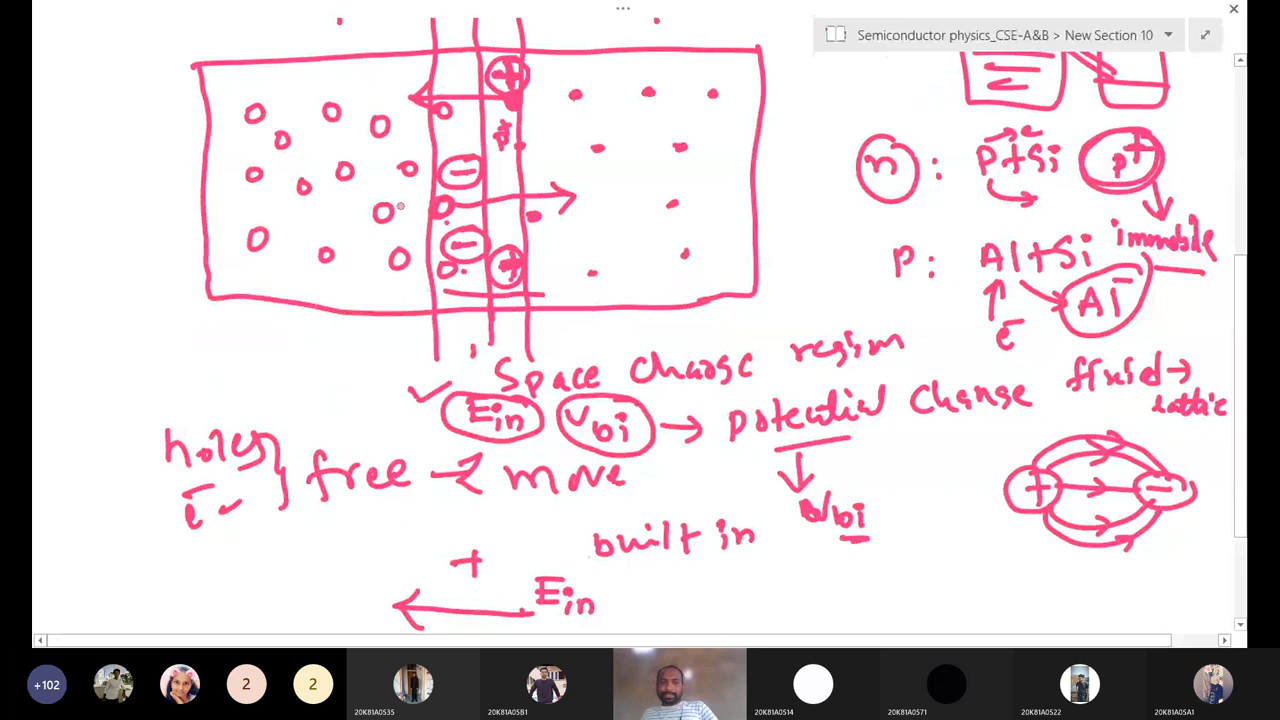 Semiconductor physics_CSE-A&B > New Section 10
+
-
-
+
n : P+Si e P+
immobile
P : Al+Si Al-
e-
Space charge region
Ein Vbi → potential change
fixed →
lattice
holes
e-
free → move
Vbi
+ -
built in
+
Ein
+102
2
2
20K81A0535
20K81A05B1
20K81A0514
20K81A0571
20K81A0522
20K81A05A1